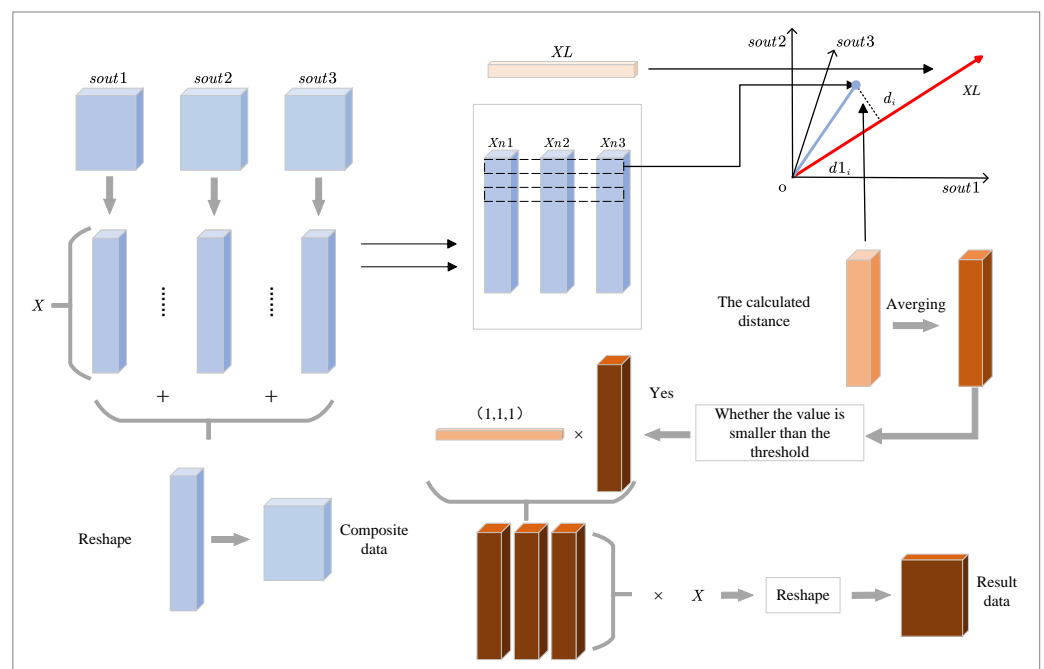 sout1
sout2
sout3
XL
sout2
sout3
XL
d_i
d1_i
o
sout1
Xn1
Xn2
Xn3
X
+
+
The calculated
distance
Averging
Yes
Whether the value is
smaller than the
threshold
（1,1,1）
×
Reshape
Composite
data
×
X
Reshape
Result
data